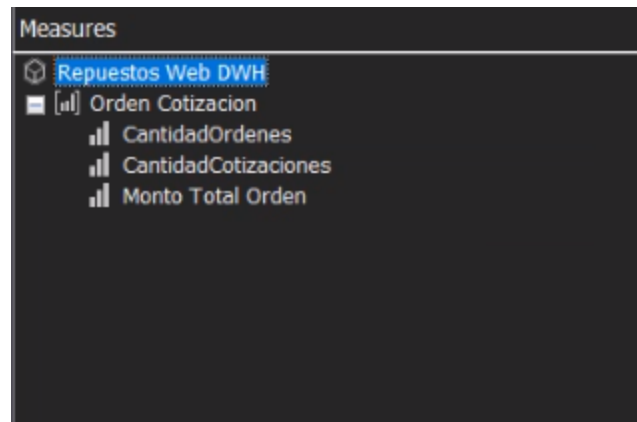 Measures
Repuestos Web DWH
Orden Cotizacion
CantidadOrdenes
CantidadCotizaciones
Monto Total Orden